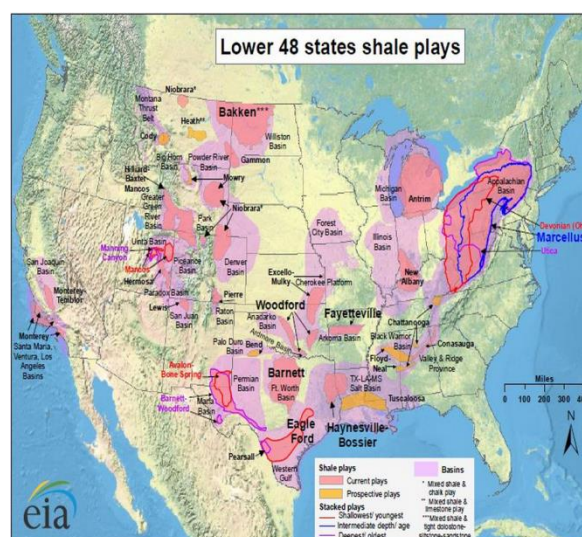 Lower 48 states shale plays
Niobrara*
Montana
Thrust
Belt
Heath**
Bakken***
Williston
Basin
Cody
Big Horn
Basin
Powder River
Basin
Gammon
Hilliard-
Baxter-
Mancos
Mowry
Greater
Green
River
Basin
Park
Basin
Niobrara*
Michigan
Basin
Antrim
Appalachian
Basin
Devonian (Oh
Marcellus
Utica
Forest
City Basin
Illinois
Basin
Manning
Canyon
Uinta Basin
Mancos
Piceance
Basin
Denver
Basin
San Joaquin
Basin
Monterey-
Temblor
Hermosa
Paradox Basin
Lewis
San Juan
Basin
Pierre
Raton
Basin
Excello-
Mulky
Cherokee Platform
New
Albany
Woodford
Anadarko
Basin
Fayetteville
Arkoma Basin
Chattanooga
Black Warrior
Basin
Conasauga
Valley & Ridge
Province
Monterey
Santa Maria,
Ventura, Los
Angeles
Basins
Palo Duro
Basin
Bend
Ardmore Basin
Floyd-
Neal
Avalon-
Bone Spring
Permian
Basin
Barnett
Ft. Worth
Basin
TX-LA-MS
Salt Basin
Tuscaloosa
Barnett-
Woodford
Marfa
Basin
Eagle
Ford
Haynesville-
Bossier
Pearsall
Western
Gulf
Miles
0 100 200 300 400
N
Shale plays
Current plays
Prospective plays
Stacked plays
Shallowest/ youngest
Intermediate depth/ age
Deepest/ oldest
Basins
* Mixed shale &
chalk play
** Mixed shale &
limestone play
*** Mixed shale &
tight dolostone-
siltstone-sandstone
eia